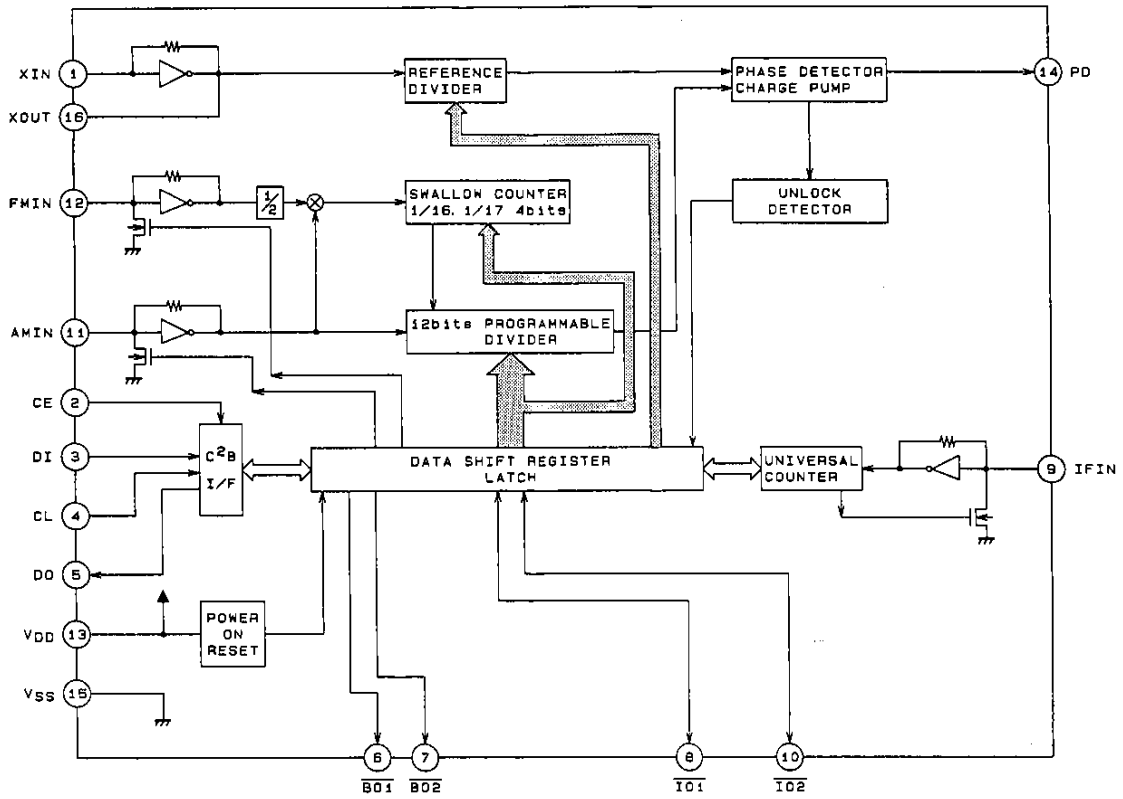 XIN 1
REFERENCE
DIVIDER
PHASE DETECTOR
CHARGE PUMP
14 PD
XOUT 16
FMIN 12
1/2
SWALLOW COUNTER
1/16. 1/17 4bits
UNLOCK
DETECTOR
AMIN 11
12bits PROGRAMMABLE
DIVIDER
CE 2
DI 3
C²B
I/F
DATA SHIFT REGISTER
LATCH
UNIVERSAL
COUNTER
9 IFIN
CL 4
DO 5
VDD 13
POWER
ON
RESET
VSS 15
6
7
8
10
BO1
BO2
IO1
IO2